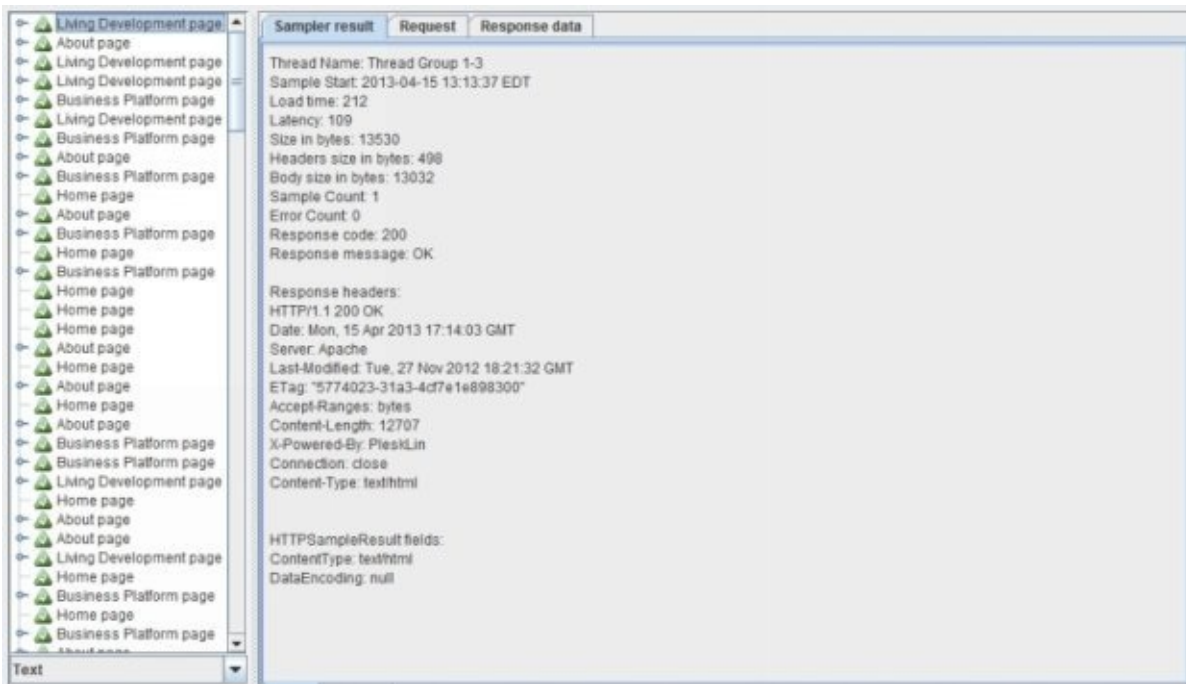 Living Development page
About page
Living Development page
Living Development page
Business Platform page
Living Development page
Business Platform page
About page
Business Platform page
Home page
About page
Business Platform page
Home page
Business Platform page
Home page
Home page
Home page
About page
Home page
About page
Home page
About page
Business Platform page
Business Platform page
Living Development page
Home page
About page
About page
Living Development page
Home page
Business Platform page
Home page
Business Platform page
About page
Text
Sampler result Request Response data
Thread Name: Thread Group 1-3
Sample Start: 2013-04-15 13:13:37 EDT
Load time: 212
Latency: 109
Size in bytes: 13530
Headers size in bytes: 498
Body size in bytes: 13032
Sample Count: 1
Error Count: 0
Response code: 200
Response message: OK
Response headers:
HTTP/1.1 200 OK
Date: Mon, 15 Apr 2013 17:14:03 GMT
Server: Apache
Last-Modified: Tue, 27 Nov 2012 18:21:32 GMT
ETag: "5774023-31a3-4cf7e1e898300"
Accept-Ranges: bytes
Content-Length: 12707
X-Powered-By: PleskLin
Connection: close
Content-Type: text/html
HTTPSampleResult fields:
ContentType: text/html
DataEncoding: null